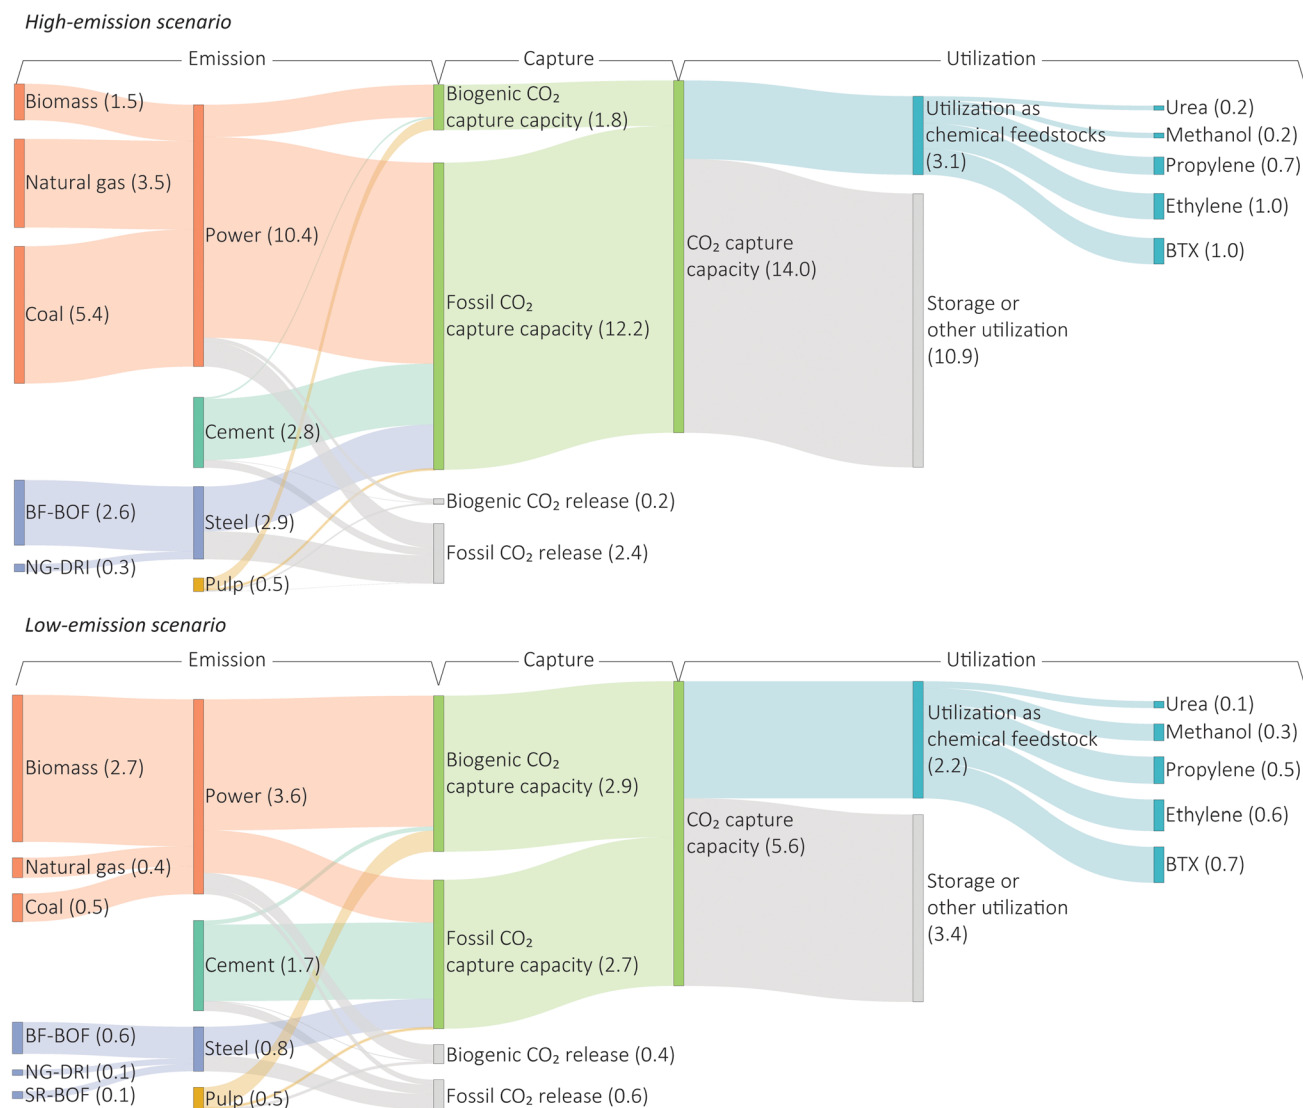 High-emission scenario
Emission
Capture
Utilization
Biomass (1.5)
Natural gas (3.5)
Coal (5.4)
BF-BOF (2.6)
NG-DRI (0.3)
Power (10.4)
Cement (2.8)
Steel (2.9)
Pulp (0.5)
Biogenic CO₂
capture capcity (1.8)
Fossil CO₂
capture capacity (12.2)
Biogenic CO₂ release (0.2)
Fossil CO₂ release (2.4)
CO₂ capture
capacity (14.0)
Utilization as
chemical feedstocks
(3.1)
Storage or
other utilization
(10.9)
Urea (0.2)
Methanol (0.2)
Propylene (0.7)
Ethylene (1.0)
BTX (1.0)
Low-emission scenario
Emission
Capture
Utilization
Biomass (2.7)
Natural gas (0.4)
Coal (0.5)
BF-BOF (0.6)
NG-DRI (0.1)
SR-BOF (0.1)
Power (3.6)
Cement (1.7)
Steel (0.8)
Pulp (0.5)
Biogenic CO₂
capture capacity (2.9)
Fossil CO₂
capture capacity (2.7)
Biogenic CO₂ release (0.4)
Fossil CO₂ release (0.6)
CO₂ capture
capacity (5.6)
Utilization as
chemical feedstock
(2.2)
Storage or
other utilization
(3.4)
Urea (0.1)
Methanol (0.3)
Propylene (0.5)
Ethylene (0.6)
BTX (0.7)